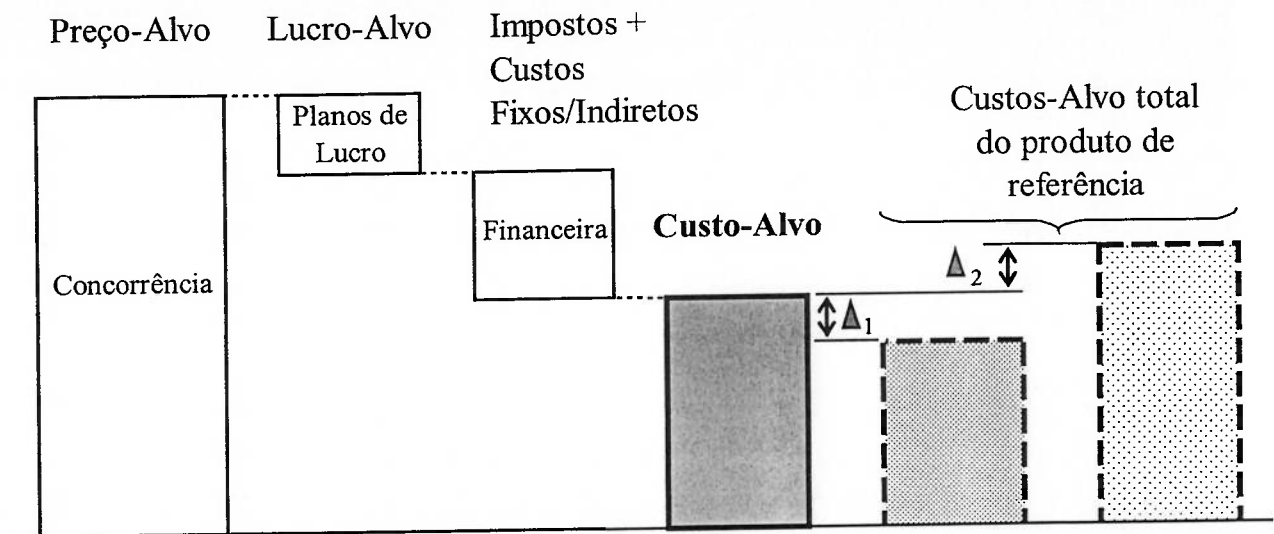 Preço-Alvo
Lucro-Alvo
Impostos +
Custos
Fixos/Indiretos
Planos de
Lucro
Custos-Alvo total
do produto de
referência
Financeira
Custo-Alvo
Concorrência
Δ2
Δ1